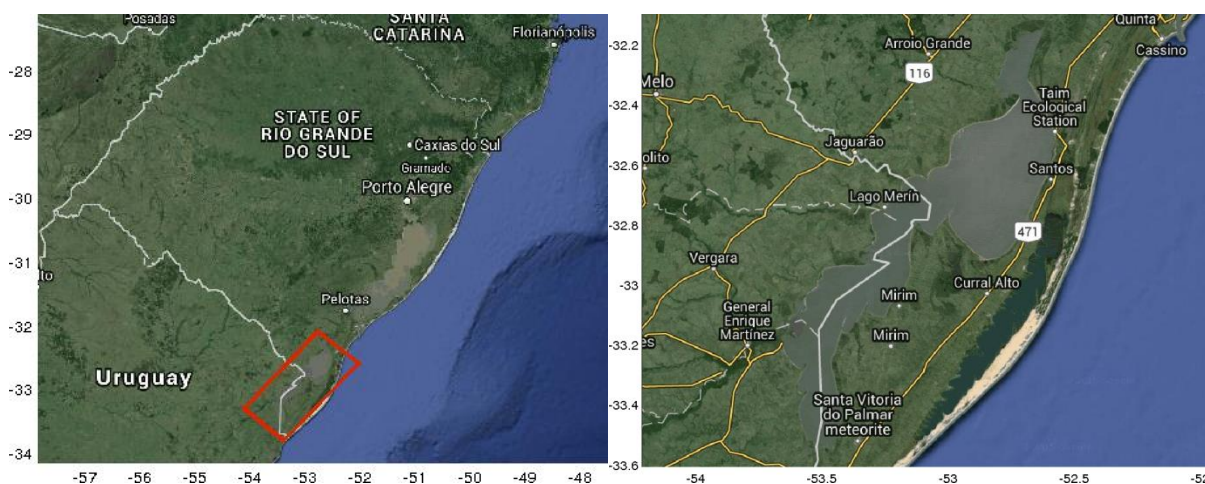 Posadas
SANTA
CATARINA
Florianópolis
STATE OF
RIO GRANDE
DO SUL
Caxias do Sul
Gramado
Porto Alegre
Pelotas
Uruguay
to
-28
-29
-30
-31
-32
-33
-34
-57
-56
-55
-54
-53
-52
-51
-50
-49
-48
Quinta
Cassino
Arroio Grande
116
Melo
Taim
Ecological
Station
Jaguarão
olito
Santos
Lago Merín
471
Vergara
Curral Alto
Mirim
General
Enrique
Martínez
Mirim
es
Santa Vitoria
do Palmar
meteorite
-32.2
-32.4
-32.6
-32.8
-33
-33.2
-33.4
-33.6
-54
-53.5
-53
-52.5
-52